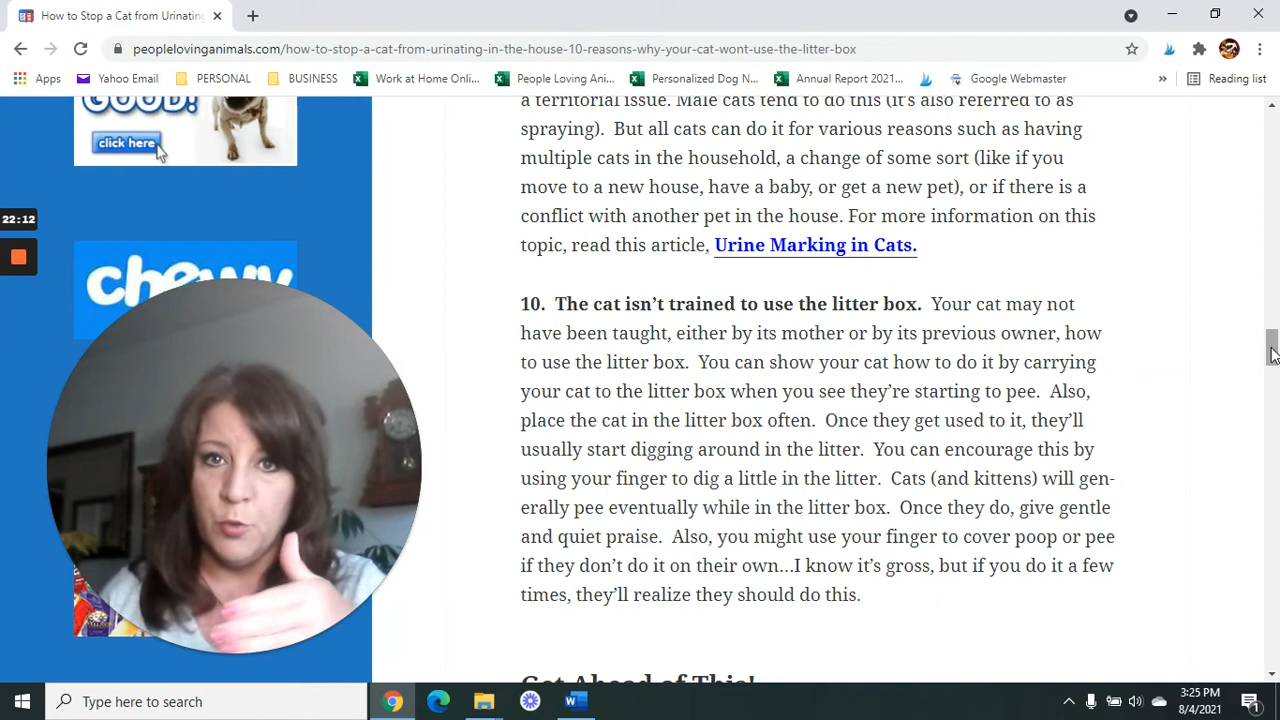 How to Stop a Cat from Urinating
peoplelovinganimals.com/how-to-stop-a-cat-from-urinating-in-the-house-10-reasons-why-your-cat-wont-use-the-litter-box
Apps Yahoo Email PERSONAL BUSINESS Work at Home Onli... People Loving Ani... Personalized Dog N... Annual Report 2021... Google Webmaster » Reading list
GOOD!
click here
22:12
chewy
a territorial issue. Male cats tend to do this (it's also referred to as
spraying). But all cats can do it for various reasons such as having
multiple cats in the household, a change of some sort (like if you
move to a new house, have a baby, or get a new pet), or if there is a
conflict with another pet in the house. For more information on this
topic, read this article, Urine Marking in Cats.
10. The cat isn't trained to use the litter box. Your cat may not
have been taught, either by its mother or by its previous owner, how
to use the litter box. You can show your cat how to do it by carrying
your cat to the litter box when you see they're starting to pee. Also,
place the cat in the litter box often. Once they get used to it, they'll
usually start digging around in the litter. You can encourage this by
using your finger to dig a little in the litter. Cats (and kittens) will gen-
erally pee eventually while in the litter box. Once they do, give gentle
and quiet praise. Also, you might use your finger to cover poop or pee
if they don't do it on their own...I know it's gross, but if you do it a few
times, they'll realize they should do this.
Get Ahead of This!
Type here to search
3:25 PM
8/4/2021
1